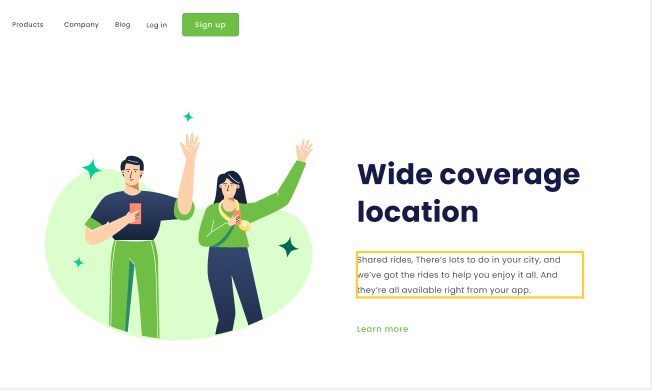 Products Company Blog Log in Sign up
Wide coverage
location
Shared rides, There's lots to do in your city, and
we've got the rides to help you enjoy it all. And
they're all available right from your app.
Learn more